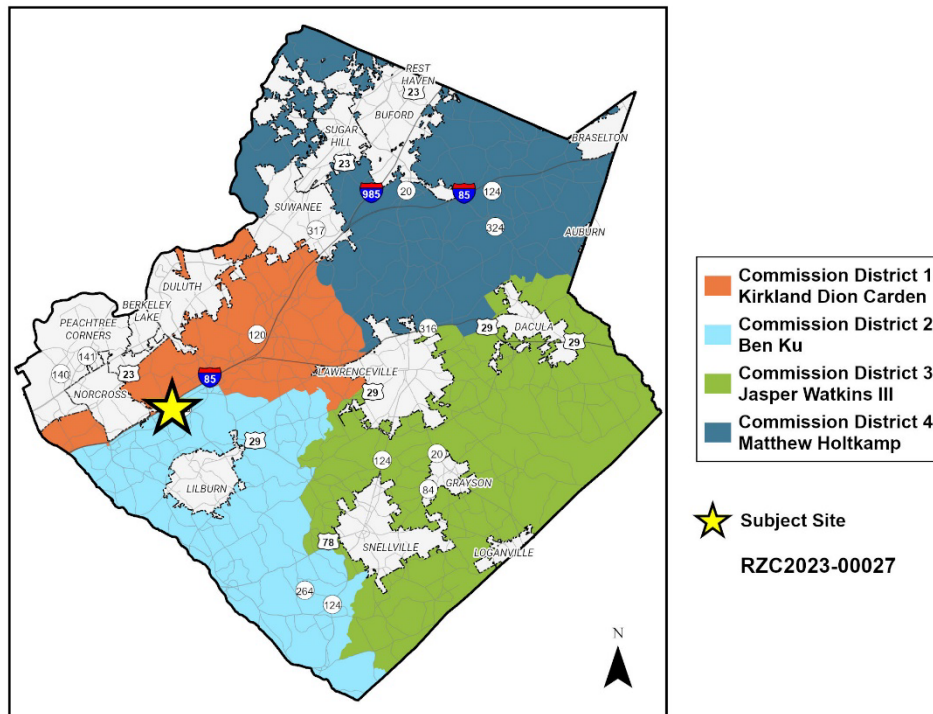 REST
HAVEN
23
BUFORD
SUGAR
HILL
BRASELTON
23
985
20
85
124
SUWANEE
317
324
AUBURN
DULUTH
BERKELEY
LAKE
PEACHTREE
CORNERS
120
316
29
DACULA
29
141
140
23
85
LAWRENCEVILLE
29
NORCROSS
29
124
20
LILBURN
84
GRAYSON
78
SNELLVILLE
LOGANVILLE
264
124
N
Commission District 1
Kirkland Dion Carden
Commission District 2
Ben Ku
Commission District 3
Jasper Watkins III
Commission District 4
Matthew Holtkamp
Subject Site
RZC2023-00027